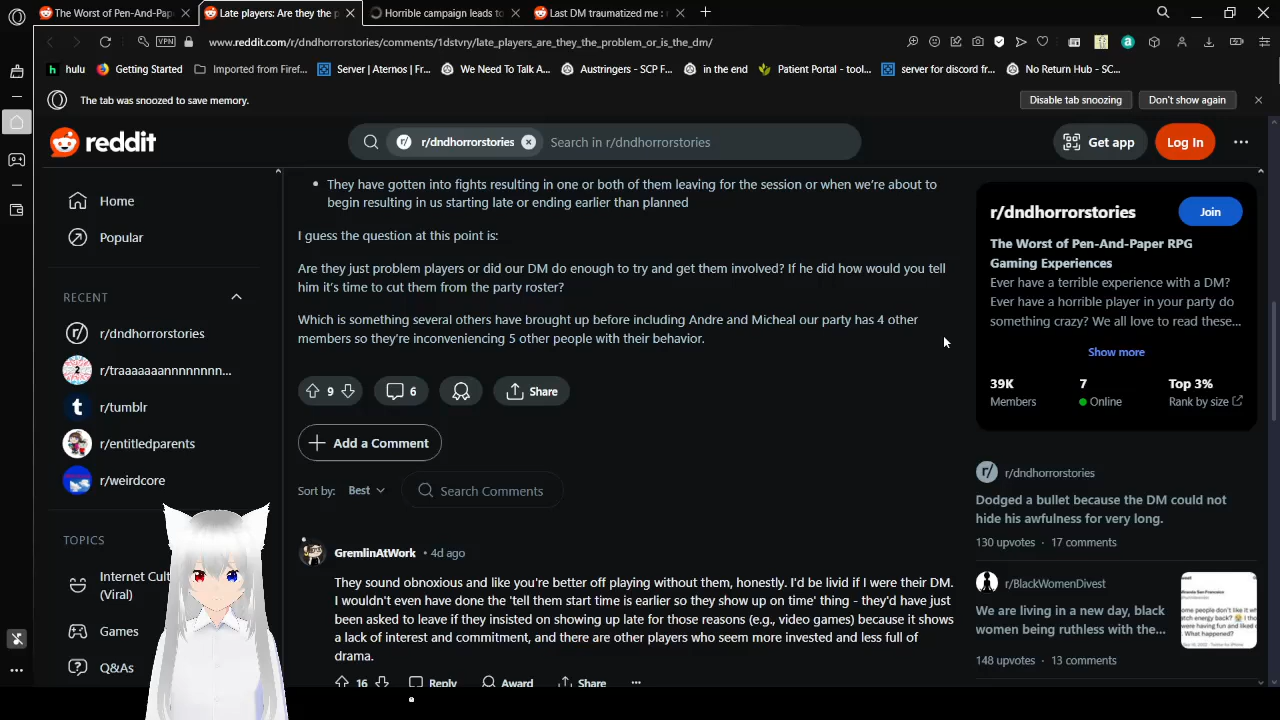 The Worst of Pen-And-Pap
Late players: Are they the p
Horrible campaign leads to
Last DM traumatized me : r
VPN
www.reddit.com/r/dndhorrorstories/comments/1dstvry/late_players_are_they_the_problem_or_is_the_dm/
hulu
Getting Started
Imported from Firef...
Server | Aternos | Fr...
We Need To Talk A...
Austringers - SCP F...
in the end
Patient Portal - tool...
server for discord fr...
No Return Hub - SC...
The tab was snoozed to save memory.
Disable tab snoozing
Don't show again
reddit
r/dndhorrorstories
Search in r/dndhorrorstories
Get app
Log In
Home
Popular
RECENT
r/dndhorrorstories
r/traaaaaaannnnnnnn...
r/tumblr
r/entitledparents
r/weirdcore
TOPICS
Internet Cult
(Viral)
Games
Q&As
They have gotten into fights resulting in one or both of them leaving for the session or when we're about to
begin resulting in us starting late or ending earlier than planned
I guess the question at this point is:
Are they just problem players or did our DM do enough to try and get them involved? If he did how would you tell
him it's time to cut them from the party roster?
Which is something several others have brought up before including Andre and Micheal our party has 4 other
members so they're inconveniencing 5 other people with their behavior.
9
6
Share
Add a Comment
Sort by:
Best
Search Comments
GremlinAtWork • 4d ago
They sound obnoxious and like you're better off playing without them, honestly. I'd be livid if I were their DM.
I wouldn't even have done the 'tell them start time is earlier so they show up on time' thing - they'd have just
been asked to leave if they insisted on showing up late for those reasons (e.g., video games) because it shows
a lack of interest and commitment and there are other players who seem more invested and less full of
drama.
16
Reply
Award
Share
r/dndhorrorstories
Join
The Worst of Pen-And-Paper RPG
Gaming Experiences
Ever have a terrible experience with a DM?
Ever have a horrible player in your party do
something crazy? We all love to read these...
Show more
39K
Members
7
Online
Top 3%
Rank by size
r/dndhorrorstories
Dodged a bullet because the DM could not
hide his awfulness for very long.
130 upvotes · 17 comments
r/BlackWomenDivest
We are living in a new day, black
women being ruthless with the...
148 upvotes · 13 comments